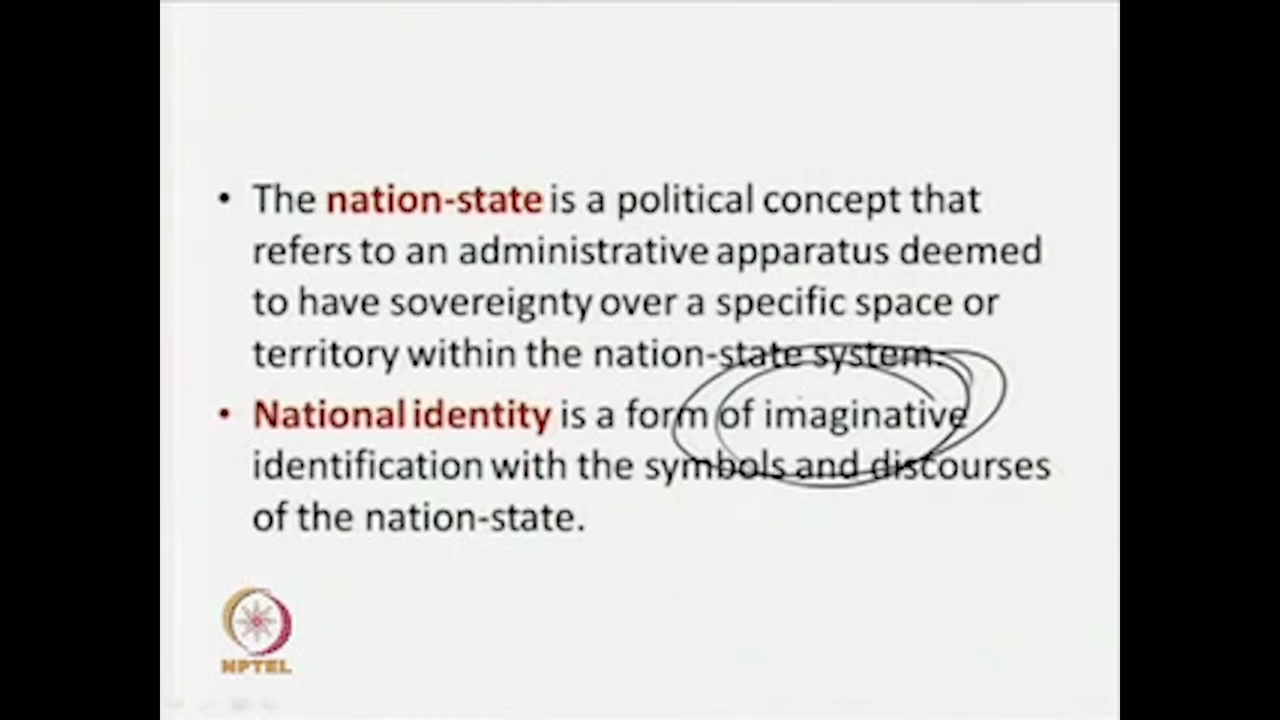 • The nation-state is a political concept that
refers to an administrative apparatus deemed
to have sovereignty over a specific space or
territory within the nation-state system.
• National identity is a form of imaginative
identification with the symbols and discourses
of the nation-state.
NPTEL